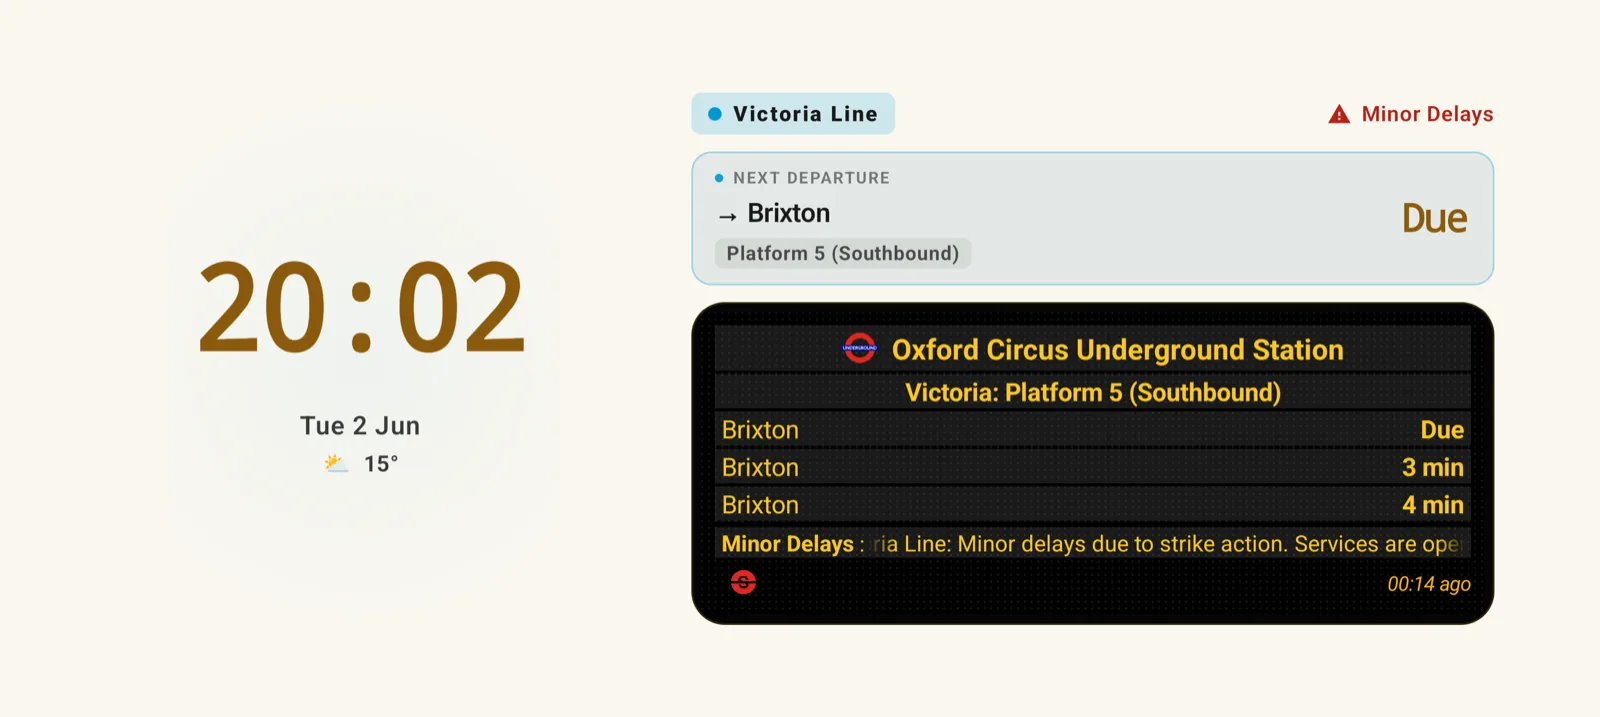 20:02
Tue 2 Jun
15°
Victoria Line
Minor Delays
NEXT DEPARTURE
→ Brixton
Due
Platform 5 (Southbound)
UNDERGROUND
Oxford Circus Underground Station
Victoria: Platform 5 (Southbound)
Brixton Due
Brixton 3 min
Brixton 4 min
Minor Delays : ria Line: Minor delays due to strike action. Services are ope
S
00:14 ago